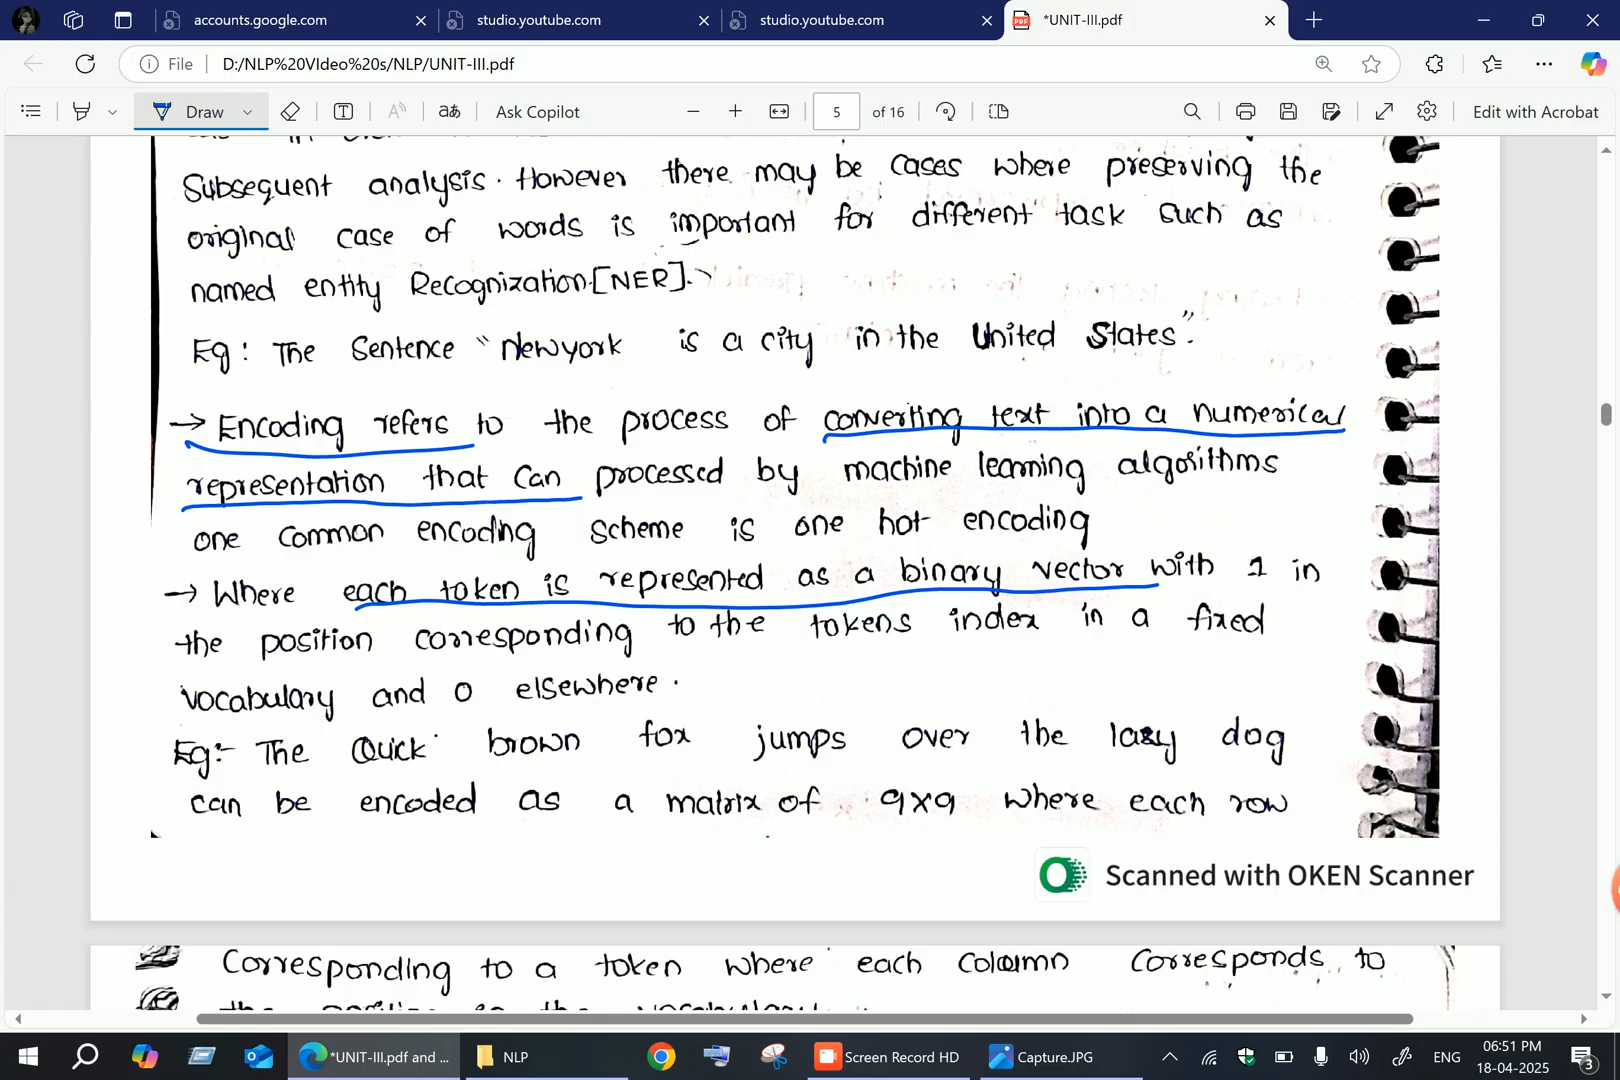 accounts.google.com
studio.youtube.com
studio.youtube.com
*UNIT-III.pdf
File
D:/NLP%20VIdeo%20s/NLP/UNIT-III.pdf
Draw
Ask Copilot
5 of 16
Edit with Acrobat
Subsequent analysis. However there may be cases where preserving the
original case of words is important for different task such as
named entity Recognization[NER].
Eg: The Sentence "Newyork is a city in the United States".
→ Encoding refers to the process of converting text into a numerical
representation that can processed by machine learning algosithms
one common encoding scheme is one hot encoding
→ Where each token is represented as a binary vector with 1 in
the position corresponding to the tokens index in a fixed
vocabulary and 0 elsewhere.
Eg:- The Quick brown fox jumps over the lazy dog
can be encoded as a matrix of 9x9 where each row
Scanned with OKEN Scanner
Corresponding to a token where each Column Corresponds to
*UNIT-III.pdf and ...
NLP
Screen Record HD
Capture.JPG
ENG
06:51 PM
18-04-2025
3